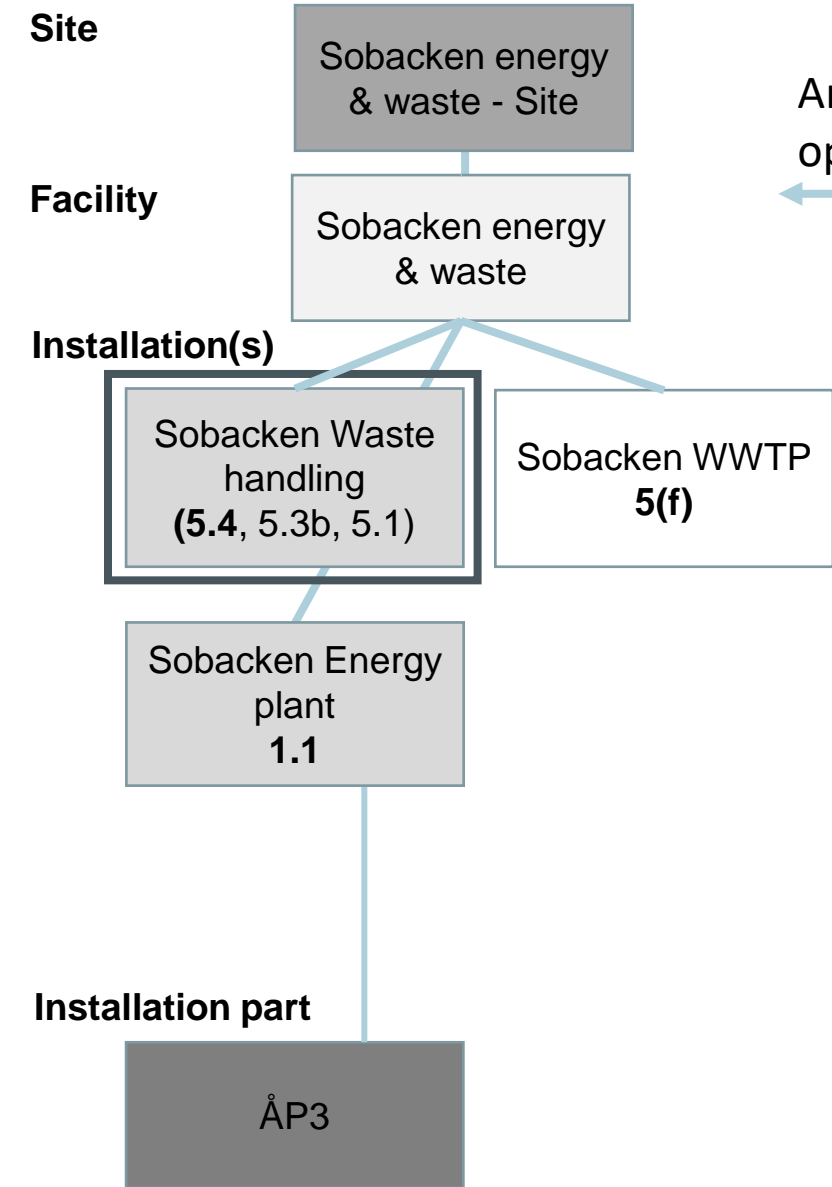 Site
Sobacken energy
& waste - Site
Facility
Sobacken energy
& waste
Installation(s)
Sobacken Waste
handling
(5.4, 5.3b, 5.1)
Sobacken WWTP
5(f)
Sobacken Energy
plant
1.1
Installation part
ÅP3